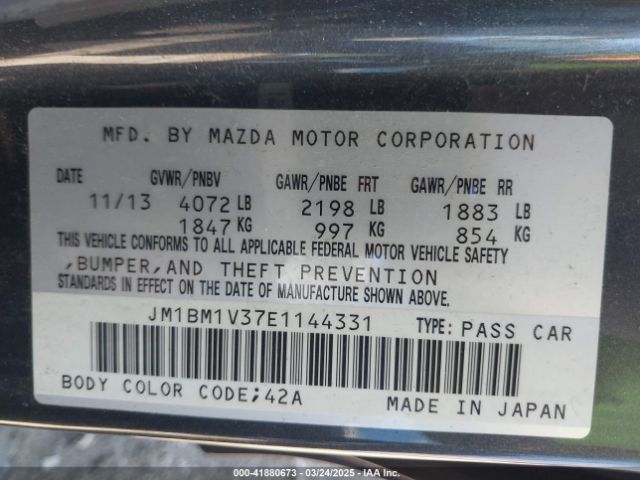 MFD. BY MAZDA MOTOR CORPORATION
DATE GVWR/PNBV GAWR/PNBE FRT GAWR/PNBE RR
11/13 4072 LB 2198 LB 1883 LB
1847 KG 997 KG 854 KG
THIS VEHICLE CONFORMS TO ALL APPLICABLE FEDERAL MOTOR VEHICLE SAFETY
,BUMPER,AND THEFT PREVENTION
STANDARDS IN EFFECT ON THE DATE OF MANUFACTURE SHOWN ABOVE.
JM1BM1V37E1144331 TYPE: PASS CAR
BODY COLOR CODE;42A MADE IN JAPAN
000-41880673 — 03/24/2025 — IAA Inc.